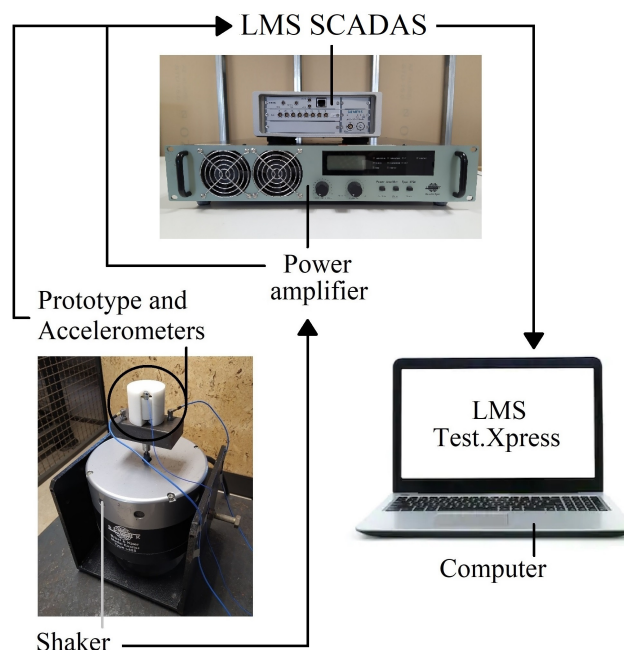 LMS SCADAS
Power
amplifier
Prototype and
Accelerometers
LMS
Test.Xpress
Computer
Shaker